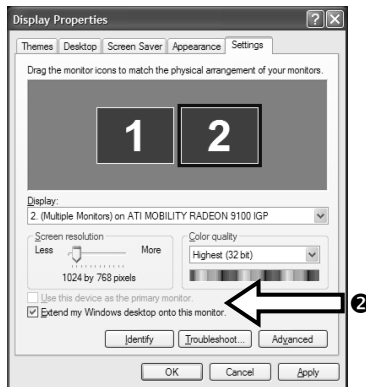 Display Properties
Themes Desktop Screen Saver Appearance Settings
Drag the monitor icons to match the physical arrangement of your monitors.
1 2
Display:
2. (Multiple Monitors) on ATI MOBILITY RADEON 9100 IGP
Screen resolution Color quality
Less More Highest (32 bit)
1024 by 768 pixels
Use this device as the primary monitor.
Extend my Windows desktop onto this monitor.
❷
Identify Troubleshoot... Advanced
OK Cancel Apply